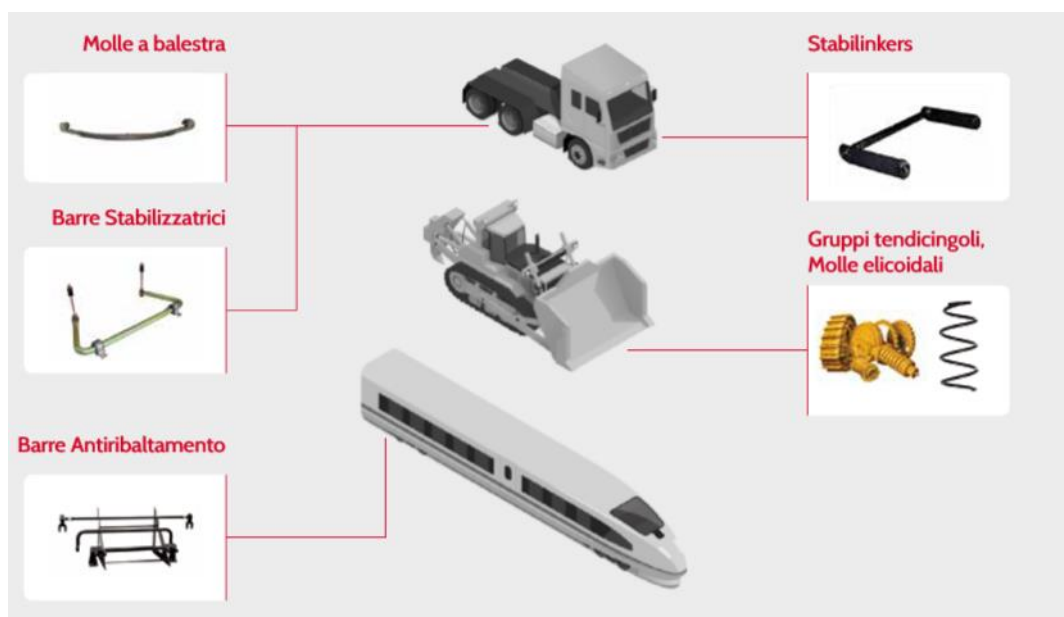 Molle a balestra
Stabilinkers
Barre Stabilizzatrici
Gruppi tendicingoli,
Molle elicoidali
Barre Antiribaltamento